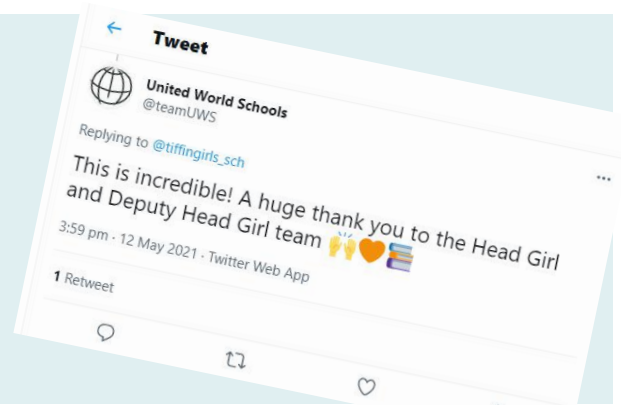 Tweet
United World Schools
@teamUWS
Replying to @tiffingirls_sch
This is incredible! A huge thank you to the Head Girl
and Deputy Head Girl team 🙌🧡📚
3:59 pm · 12 May 2021 · Twitter Web App
1 Retweet